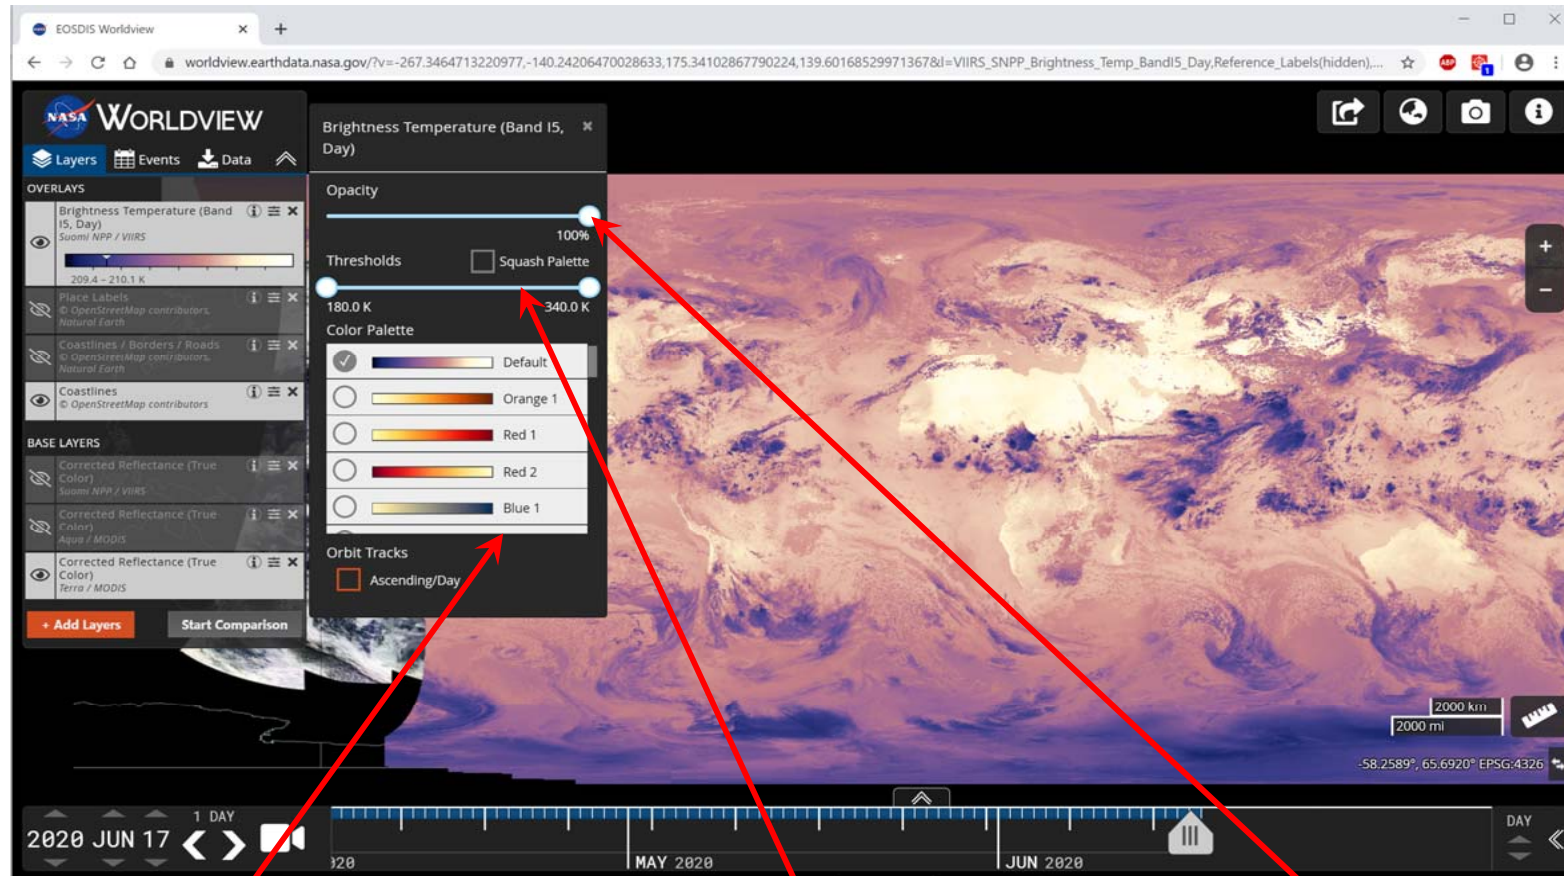 EOSDIS Worldview
worldview.earthdata.nasa.gov/?v=-267.3464713220977,-140.24206470028633,175.34102867790224,139.60168529971367&l=VIIRS_SNPP_Brightness_Temp_BandI5_Day,Reference_Labels(hidden),...
ABP
1
NASA WORLDVIEW
Layers Events Data
OVERLAYS
Brightness Temperature (Band
I5, Day)
Suomi NPP / VIIRS
209.4 – 210.1 K
Place Labels
© OpenStreetMap contributors,
Natural Earth
Coastlines / Borders / Roads
© OpenStreetMap contributors,
Natural Earth
Coastlines
© OpenStreetMap contributors
BASE LAYERS
Corrected Reflectance (True
Color)
Suomi NPP / VIIRS
Corrected Reflectance (True
Color)
Aqua / MODIS
Corrected Reflectance (True
Color)
Terra / MODIS
+ Add Layers Start Comparison
Brightness Temperature (Band I5,
Day)
Opacity
100%
Thresholds Squash Palette
180.0 K 340.0 K
Color Palette
Default
Orange 1
Red 1
Red 2
Blue 1
Orbit Tracks
Ascending/Day
2000 km
2000 mi
-58.2589°, 65.6920° EPSG:4326
1 DAY
2020 JUN 17
020
MAY 2020
JUN 2020
DAY